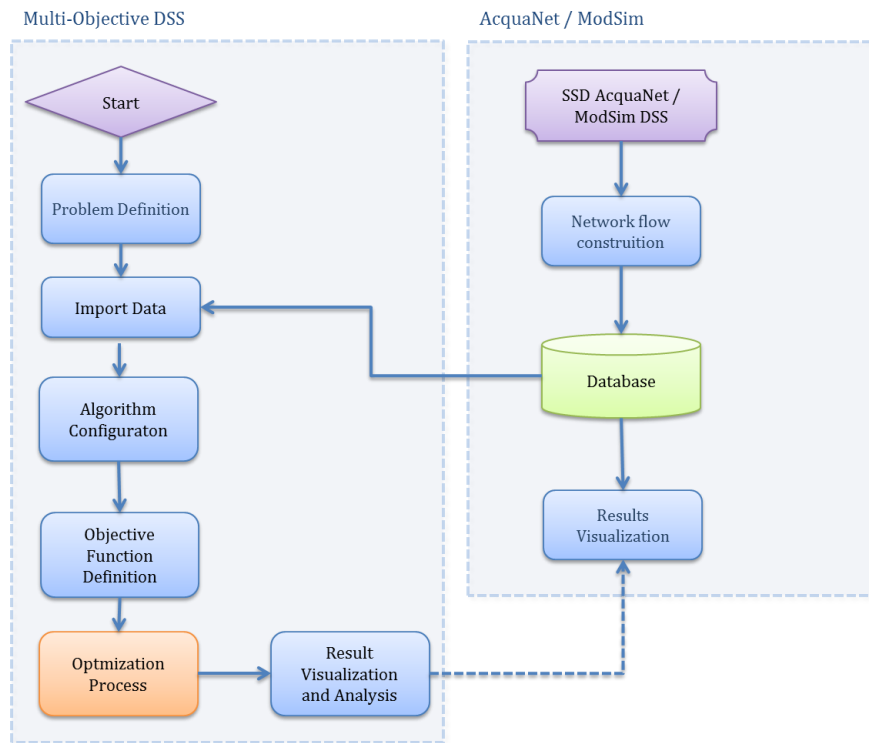 Multi-Objective DSS
Start
Problem Definition
Import Data
Algorithm
Configuraton
Objective
Function
Definition
Optmization
Process
Result
Visualization
and Analysis
AcquaNet / ModSim
SSD AcquaNet /
ModSim DSS
Network flow
construition
Database
Results
Visualization